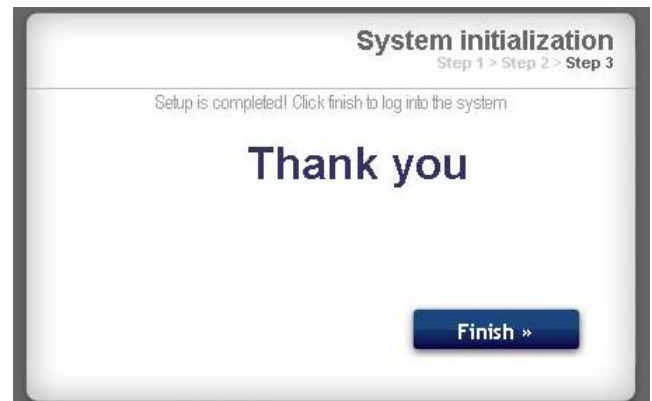 System initialization
Step 1 > Step 2 > Step 3
Setup is completed! Click finish to log into the system
Thank you
Finish »